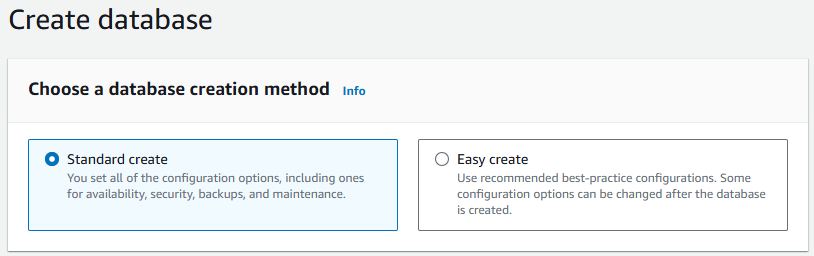 Create database
Choose a database creation method Info
Standard create
You set all of the configuration options, including ones
for availability, security, backups, and maintenance.
Easy create
Use recommended best-practice configurations. Some
configuration options can be changed after the database
is created.